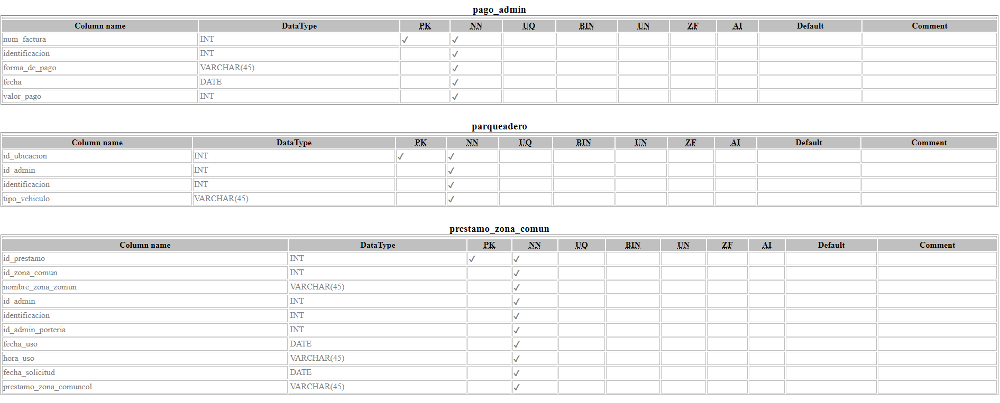 pago_admin
Column name DataType PK NN UQ BIN UN ZF AI Default Comment
num_factura INT ✓ ✓
identificacion INT ✓
forma_de_pago VARCHAR(45) ✓
fecha DATE ✓
valor_pago INT ✓
parqueadero
Column name DataType PK NN UQ BIN UN ZF AI Default Comment
id_ubicacion INT ✓ ✓
id_admin INT ✓
identificacion INT ✓
tipo_vehiculo VARCHAR(45) ✓
prestamo_zona_comun
Column name DataType PK NN UQ BIN UN ZF AI Default Comment
id_prestamo INT ✓ ✓
id_zona_comun INT ✓
nombre_zona_zomun VARCHAR(45) ✓
id_admin INT ✓
identificacion INT ✓
id_admin_porteria INT ✓
fecha_uso DATE ✓
hora_uso VARCHAR(45) ✓
fecha_solicitud DATE ✓
prestamo_zona_comuncol VARCHAR(45) ✓